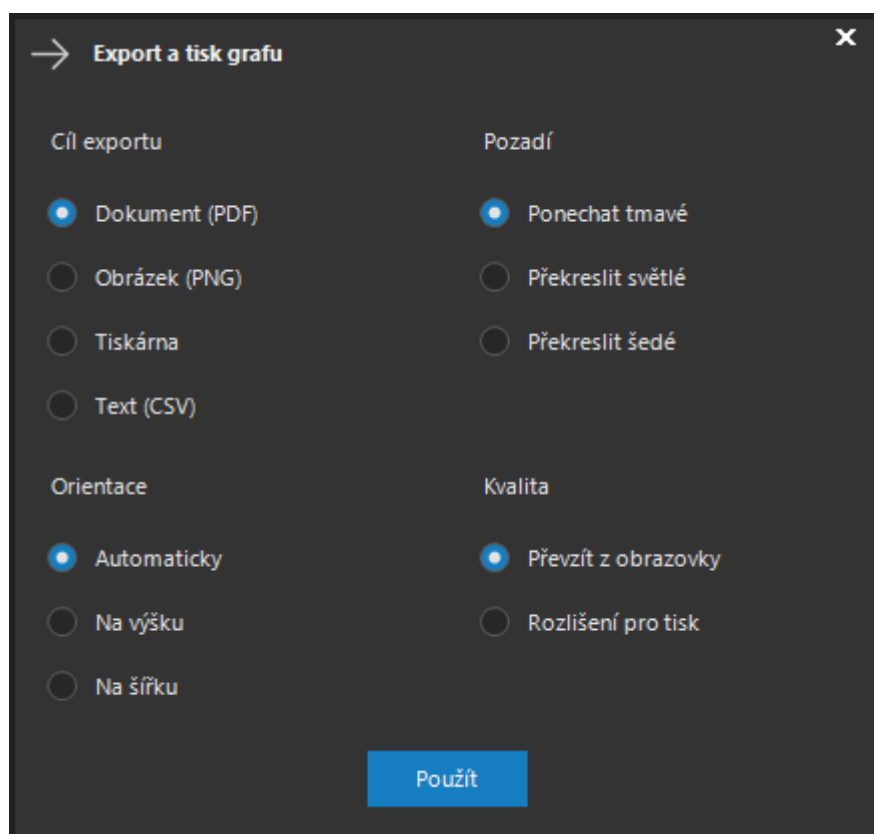 Export a tisk grafu
Cíl exportu
Dokument (PDF)
Obrázek (PNG)
Tiskárna
Text (CSV)
Pozadí
Ponechat tmavé
Překreslit světlé
Překreslit šedé
Orientace
Automaticky
Na výšku
Na šířku
Kvalita
Převzít z obrazovky
Rozlišení pro tisk
Použít